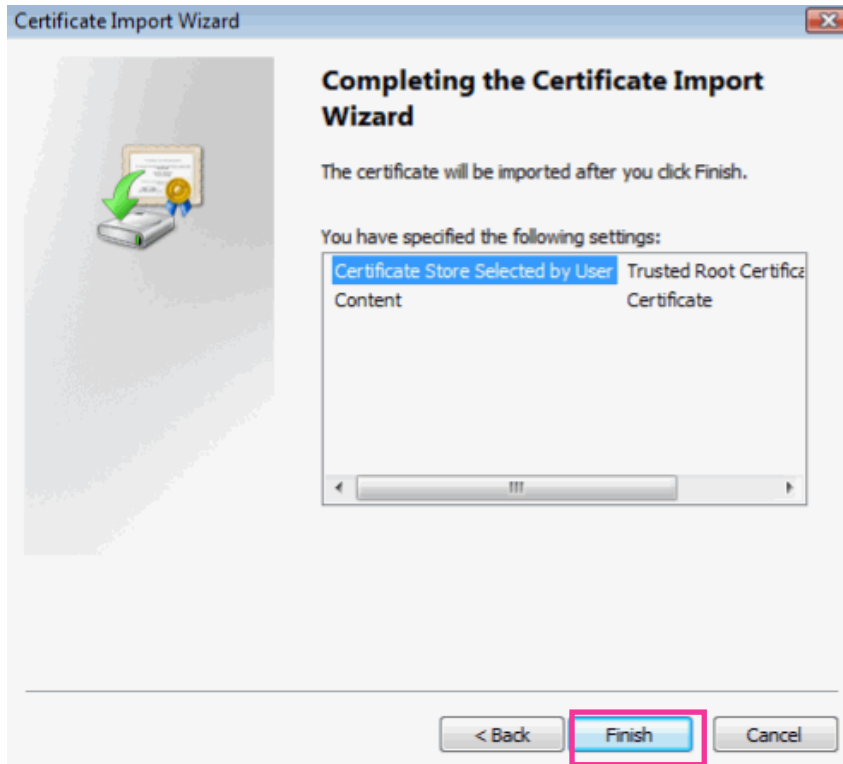 Certificate Import Wizard
Completing the Certificate Import
Wizard
The certificate will be imported after you click Finish.
You have specified the following settings:
Certificate Store Selected by User Trusted Root Certifica
Content Certificate
< Back Finish Cancel